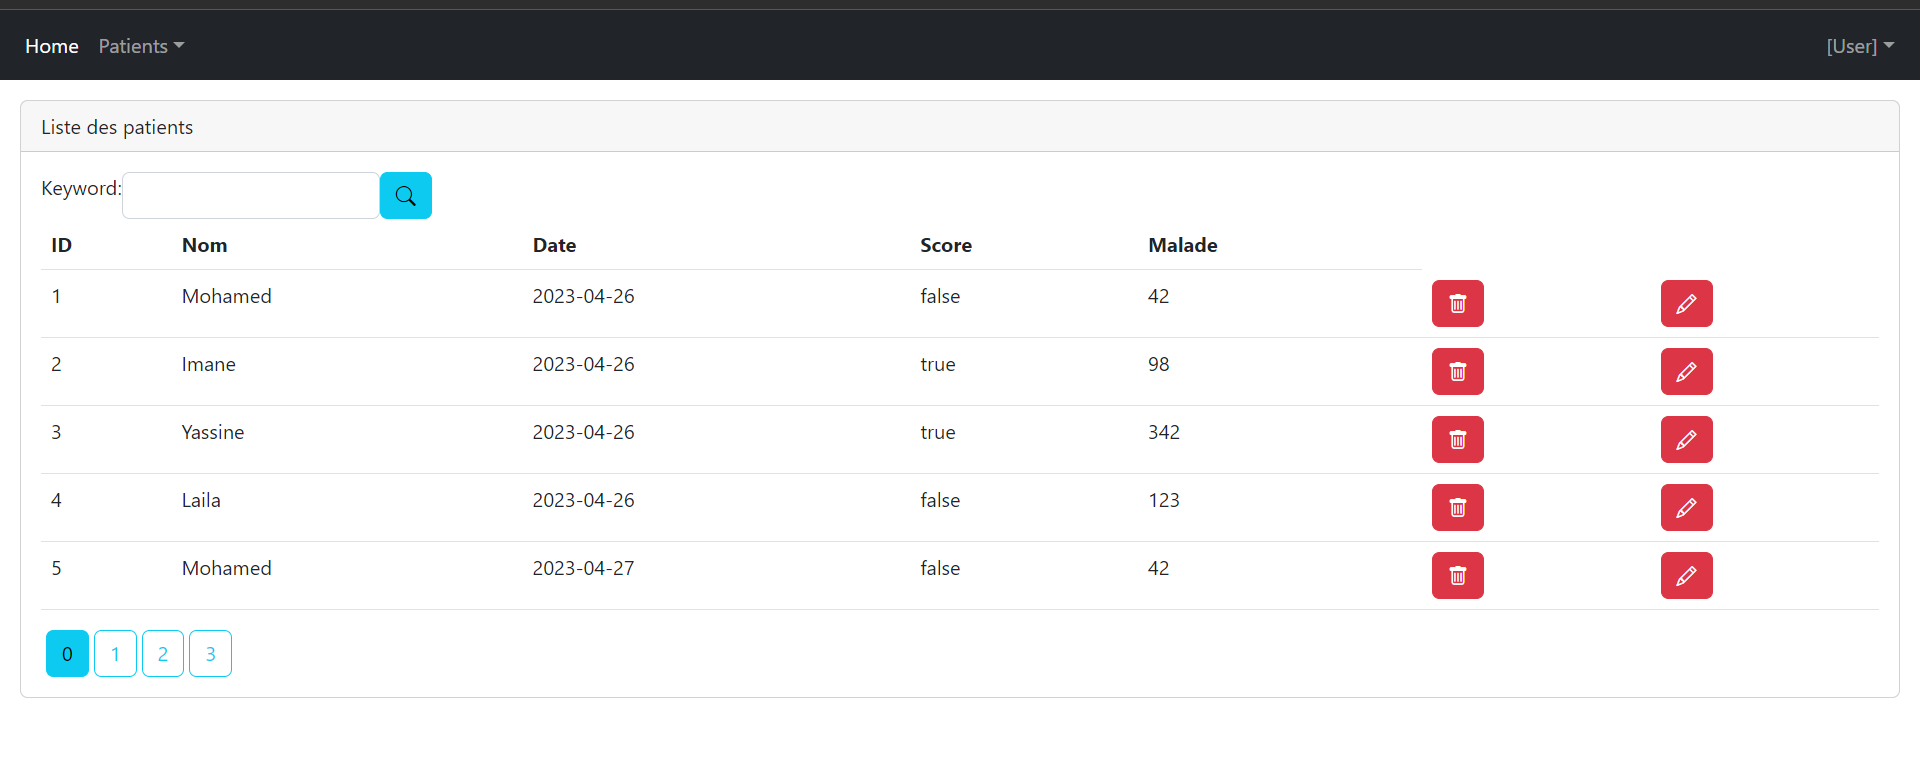 Home Patients [User]
Liste des patients
Keyword:
ID Nom Date Score Malade
1 Mohamed 2023-04-26 false 42
2 Imane 2023-04-26 true 98
3 Yassine 2023-04-26 true 342
4 Laila 2023-04-26 false 123
5 Mohamed 2023-04-27 false 42
0 1 2 3